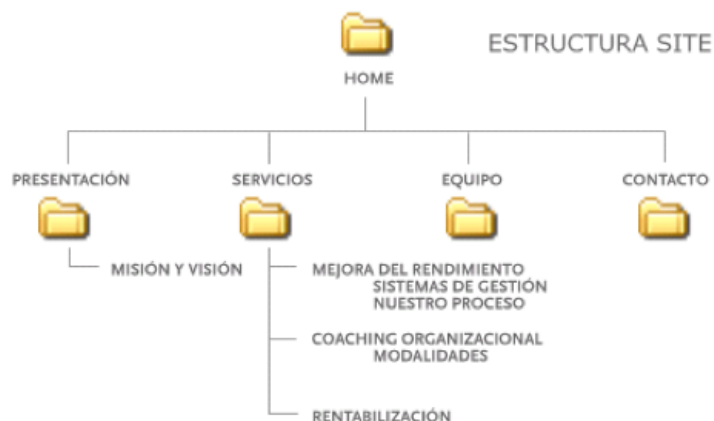 ESTRUCTURA SITE
HOME
PRESENTACIÓN
SERVICIOS
EQUIPO
CONTACTO
MISIÓN Y VISIÓN
MEJORA DEL RENDIMIENTO
SISTEMAS DE GESTIÓN
NUESTRO PROCESO
COACHING ORGANIZACIONAL
MODALIDADES
RENTABILIZACIÓN